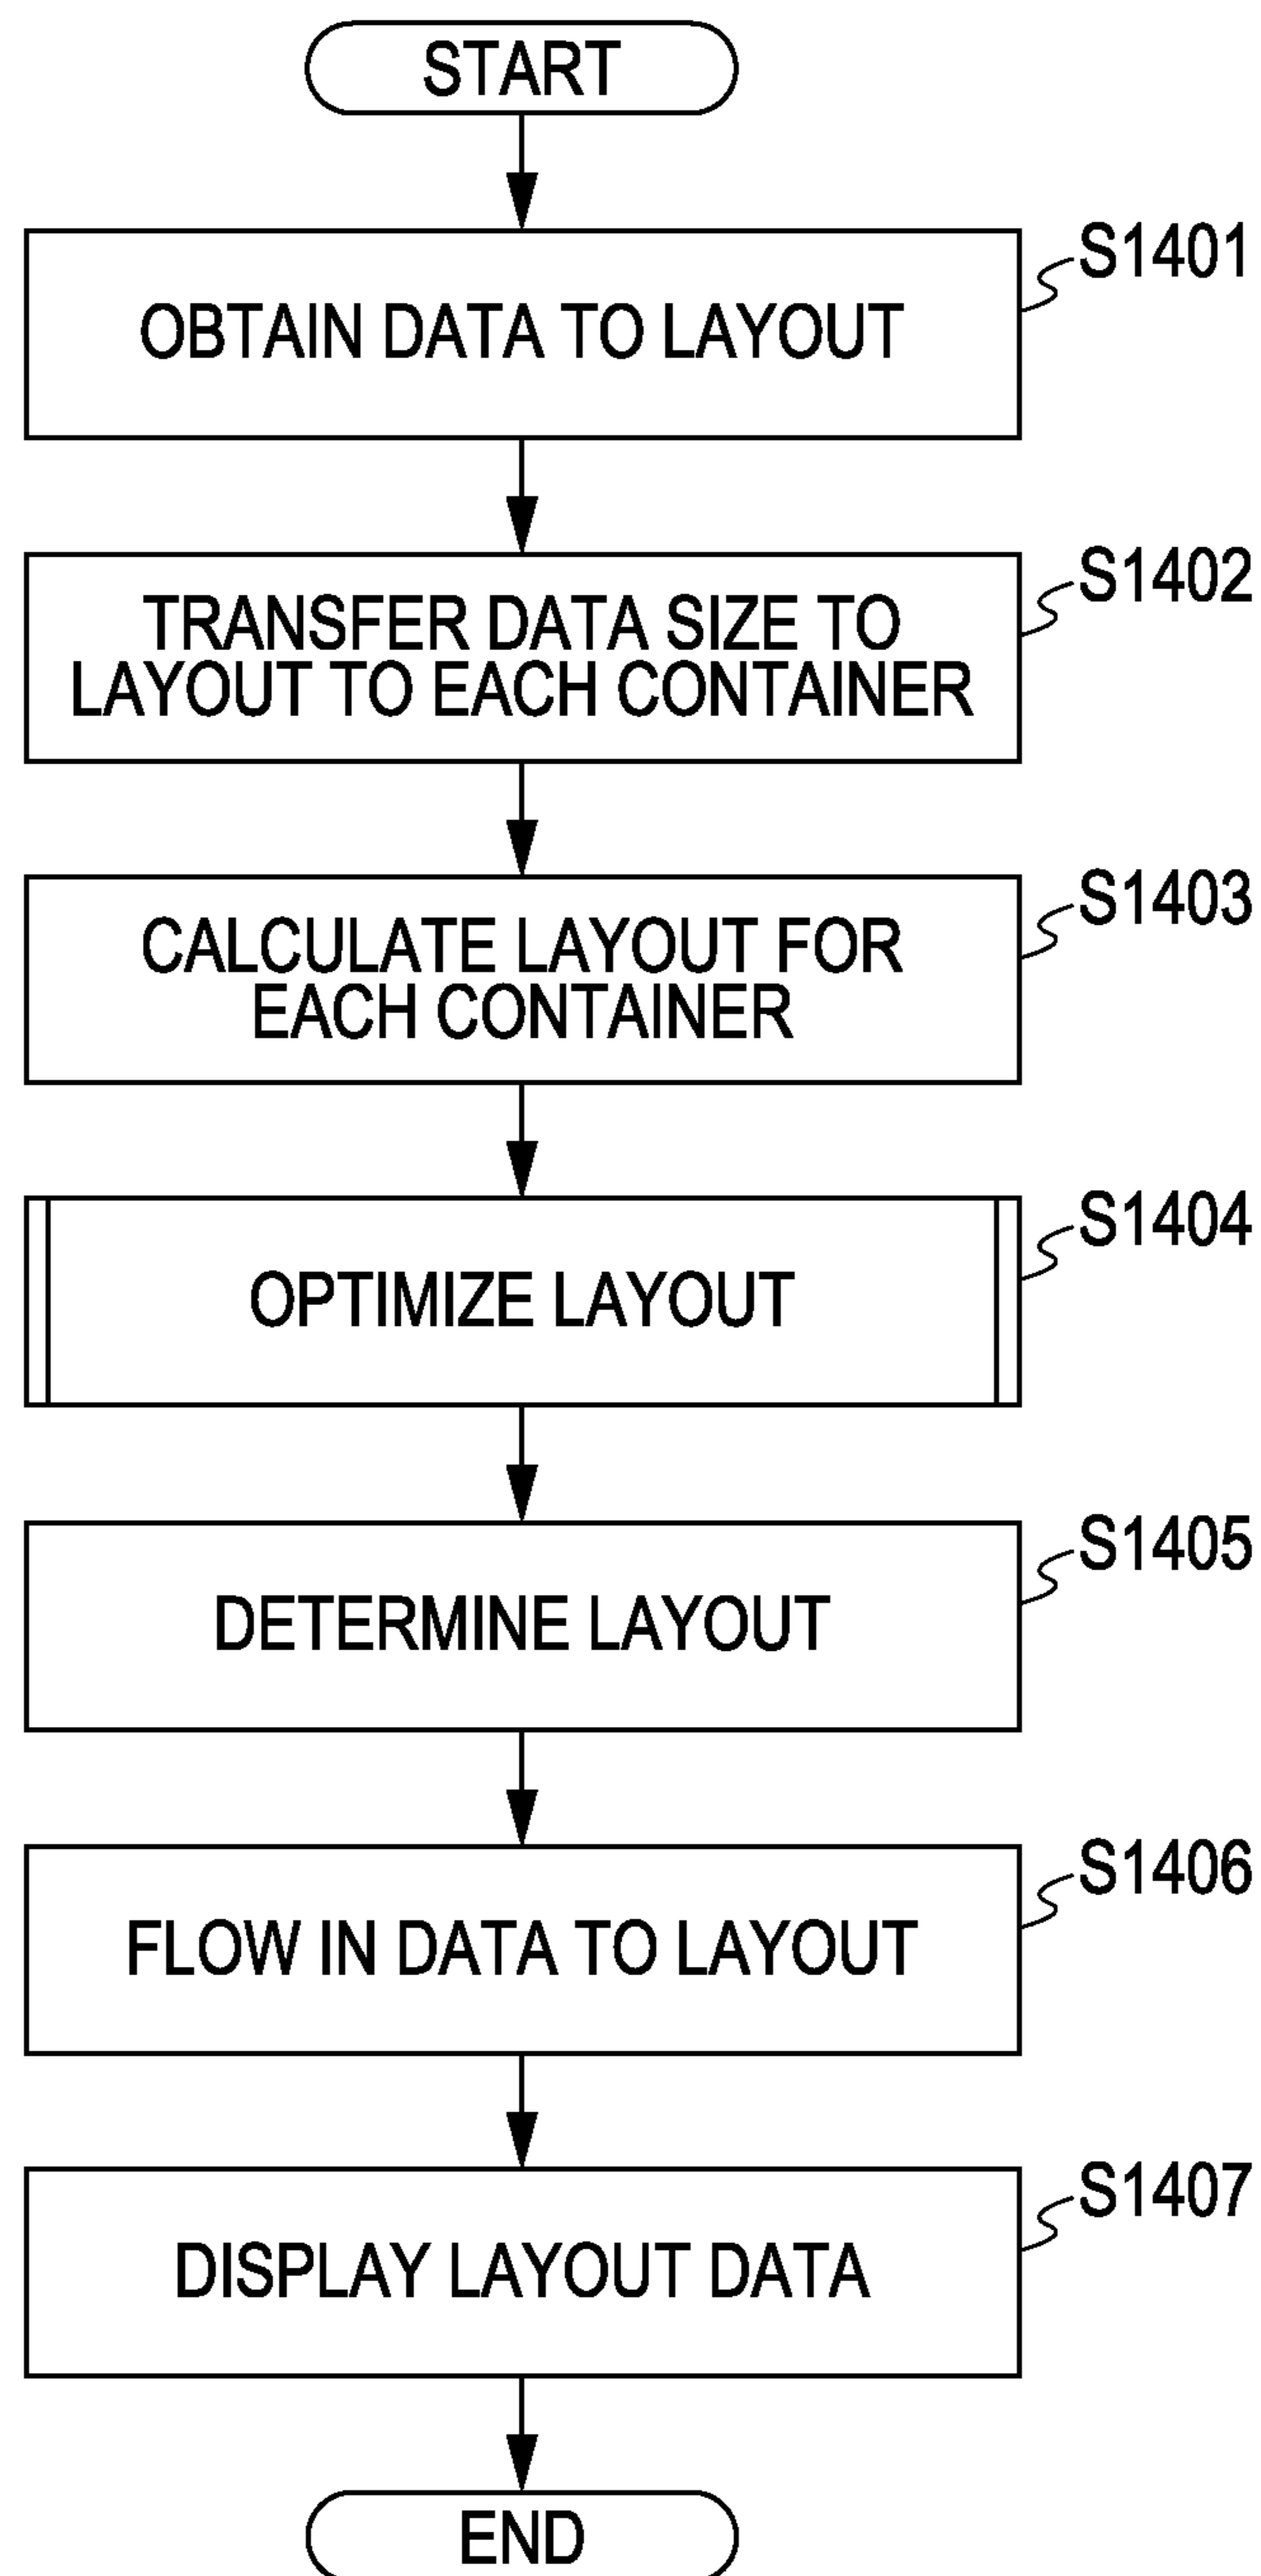 START
S1401
OBTAIN DATA TO LAYOUT
S1402
TRANSFER DATA SIZE TO
LAYOUT TO EACH CONTAINER
S1403
CALCULATE LAYOUT FOR
EACH CONTAINER
S1404
OPTIMIZE LAYOUT
S1405
DETERMINE LAYOUT
S1406
FLOW IN DATA TO LAYOUT
S1407
DISPLAY LAYOUT DATA
END